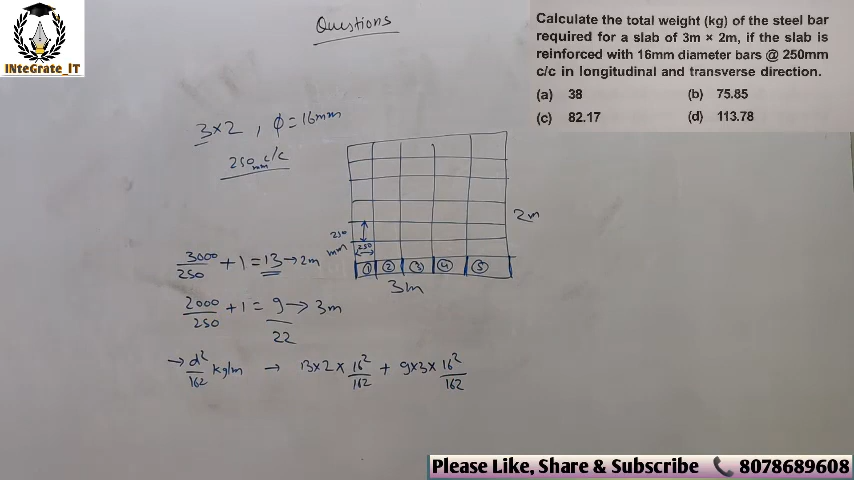 INteGrate_IT
Questions
Calculate the total weight (kg) of the steel bar
required for a slab of 3m × 2m, if the slab is
reinforced with 16mm diameter bars @ 250mm
c/c in longitudinal and transverse direction.
(a) 38 (b) 75.85
(c) 82.17 (d) 113.78
3×2, ϕ=16mm
250mm c/c
2m
250
mm
250
1 2 3 4 5
3m
3000/250 + 1 = 13 → 2m
2000/250 + 1 = 9 → 3m
22
→ d²/162 kg/m → 13×2× 16²/162 + 9×3× 16²/162
Please Like, Share & Subscribe 8078689608